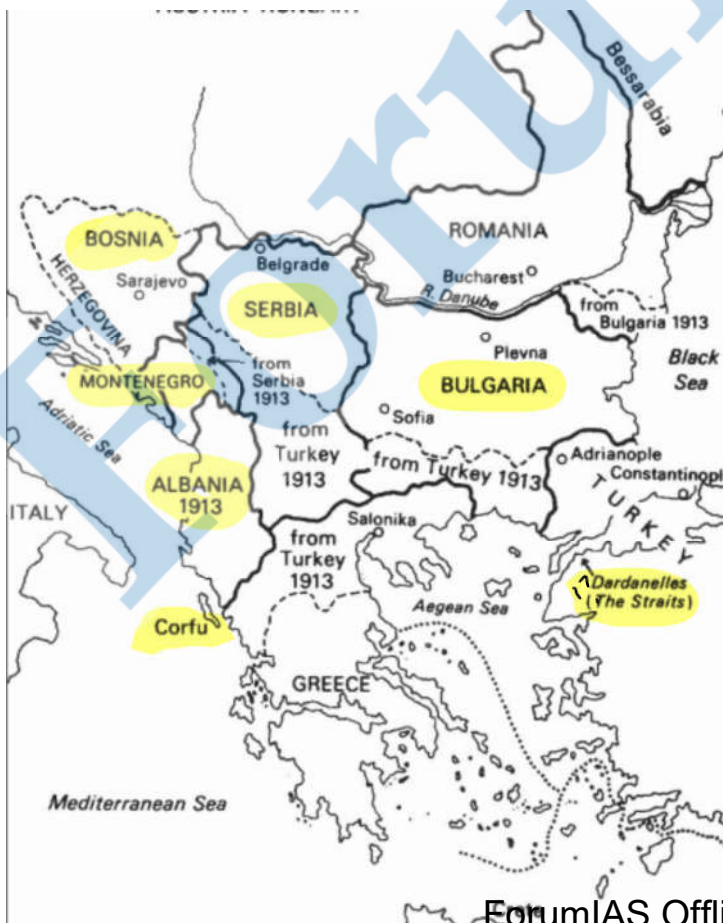 Bessarabia
ROMANIA
BOSNIA
Belgrade
Bucharest
HERZEGOVINA
Sarajevo
R. Danube
SERBIA
from
Bulgaria 1913
Plevna
Black
Sea
MONTENEGRO
from
Serbia
1913
BULGARIA
Adriatic Sea
Sofia
from
Turkey
1913
from Turkey 1913
Adrianople
Constantinopl
ALBANIA
1913
ITALY
TURKEY
from
Turkey
1913
Salonika
Dardanelles
(The Straits)
Aegean Sea
Corfu
GREECE
Mediterranean Sea
ForumIAS Offli